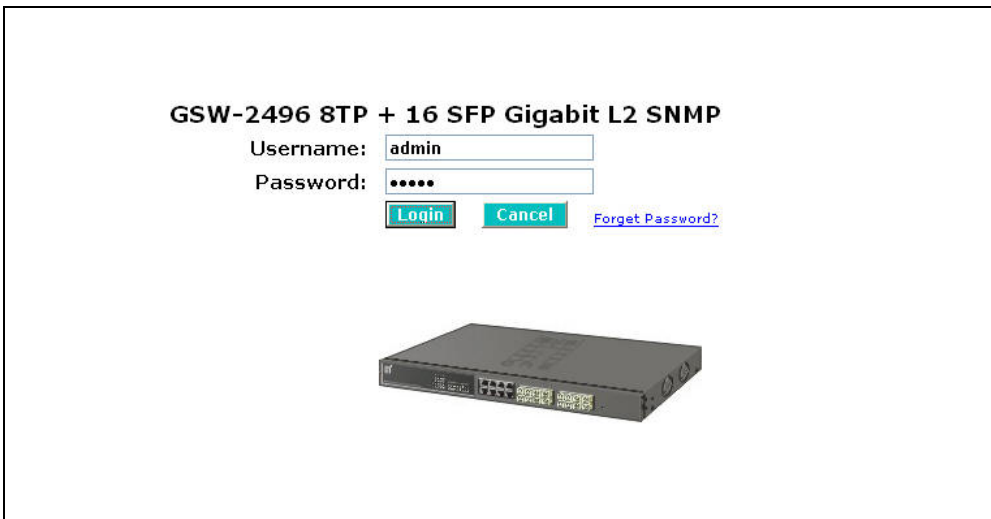 GSW-2496 8TP + 16 SFP Gigabit L2 SNMP
Username: admin
Password: •••••
Login Cancel Forget Password?